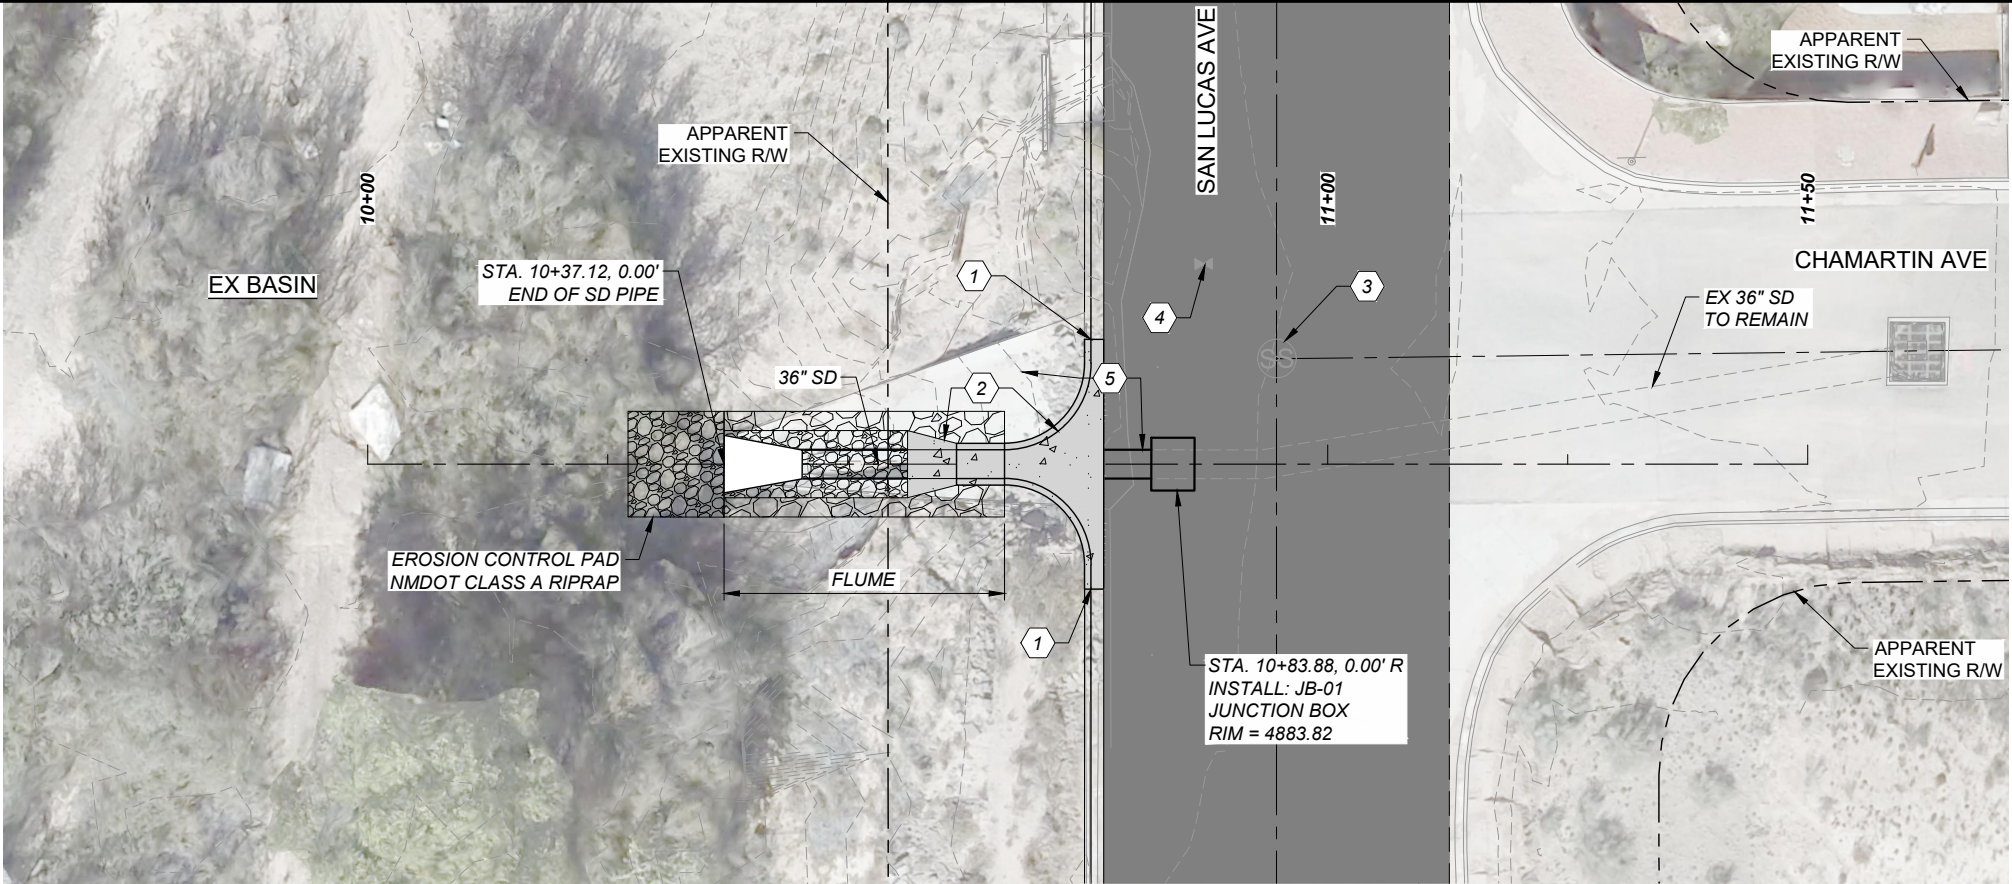 SAN LUCAS AVE
APPARENT
EXISTING R/W
APPARENT
EXISTING R/W
10+00
11+00
11+50
EX BASIN
STA. 10+37.12, 0.00'
END OF SD PIPE
1
3
4
CHAMARTIN AVE
EX 36" SD
TO REMAIN
SS
36" SD
2
5
EROSION CONTROL PAD
NMDOT CLASS A RIPRAP
FLUME
1
STA. 10+83.88, 0.00' R
INSTALL: JB-01
JUNCTION BOX
RIM = 4883.82
APPARENT
EXISTING R/W